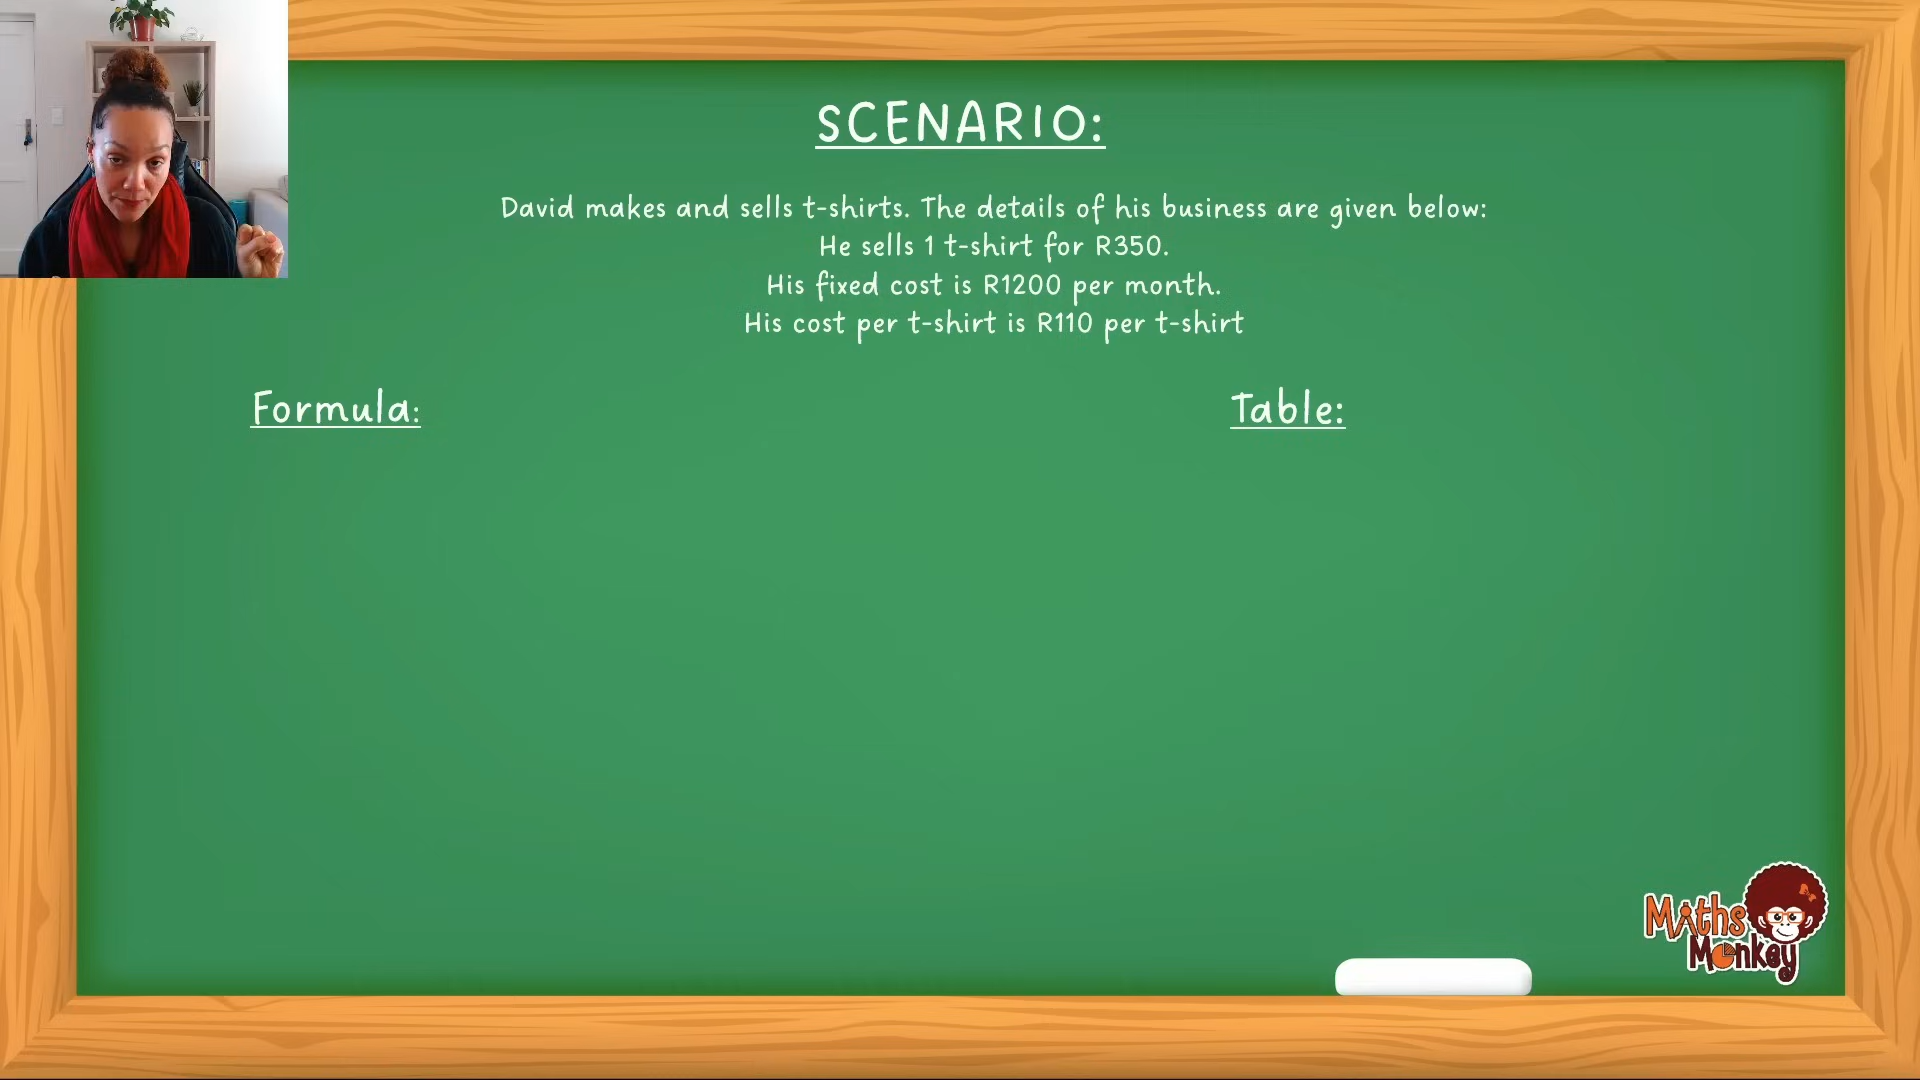 SCENARIO:
David makes and sells t-shirts. The details of his business are given below:
He sells 1 t-shirt for R350.
His fixed cost is R1200 per month.
His cost per t-shirt is R110 per t-shirt
Formula:
Table:
Maths
Monkey